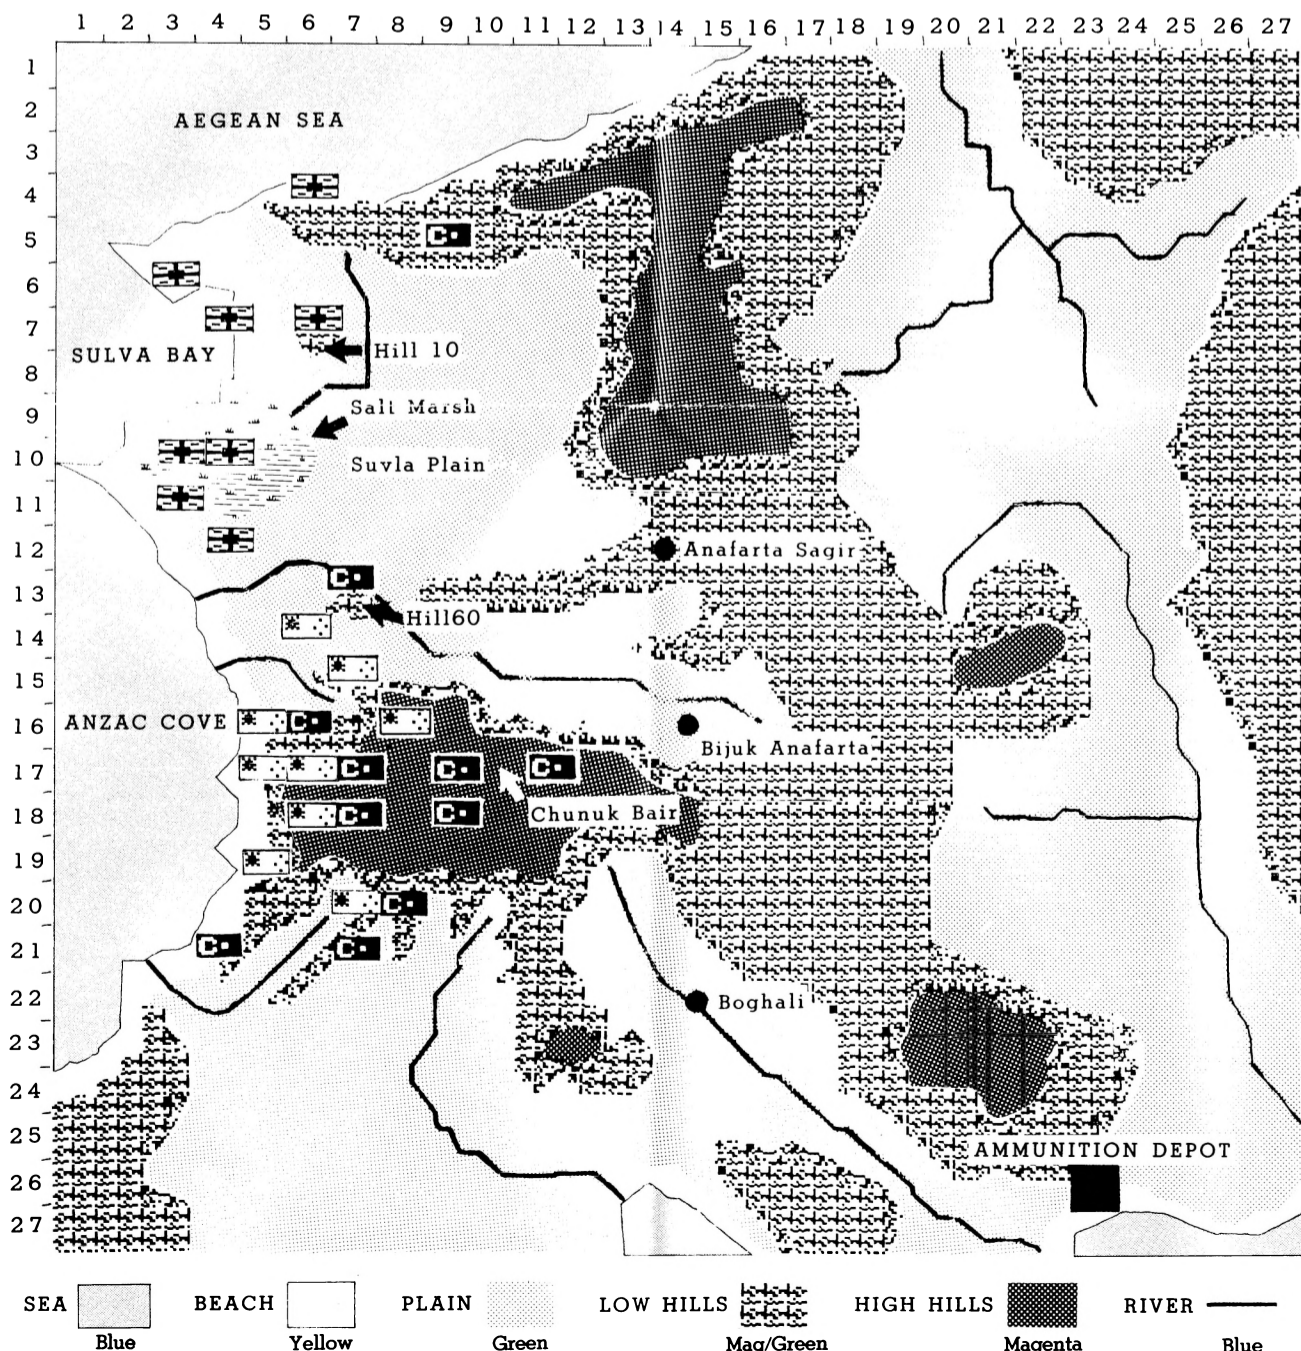 1 2 3 4 5 6 7 8 9 10 11 12 13 14 15 16 17 18 19 20 21 22 23 24 25 26 27
1
2
AEGEAN SEA
3
4
5
6
7
SULVA BAY
Hill 10
8
Salt Marsh
9
10
Suvla Plain
11
12
Anafarta Sagir
13
Hill60
14
15
ANZAC COVE
16
Bijuk Anafarta
17
18
Chunuk Bair
19
20
21
22
Boghali
23
24
25
AMMUNITION DEPOT
26
27
SEA BEACH PLAIN LOW HILLS HIGH HILLS RIVER
Blue Yellow Green Mag/Green Magenta Blue